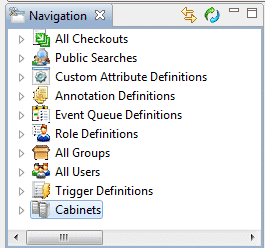 Navigation
All Checkouts
Public Searches
Custom Attribute Definitions
Annotation Definitions
Event Queue Definitions
Role Definitions
All Groups
All Users
Trigger Definitions
Cabinets